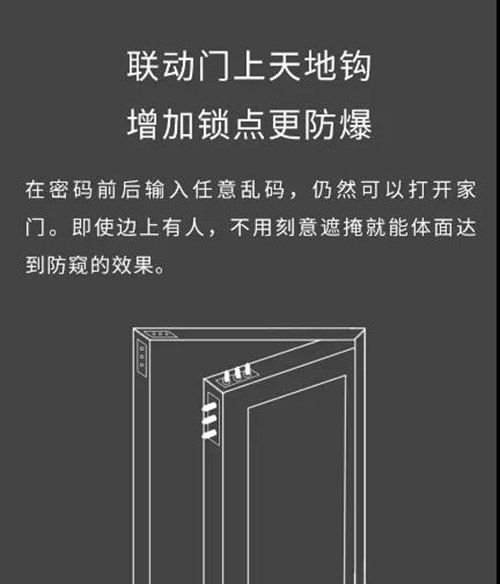 联动门上天地钩
增加锁点更防爆
在密码前后输入任意乱码，仍然可以打开家
门。即使边上有人，不用刻意遮掩就能体面达
到防窥的效果。